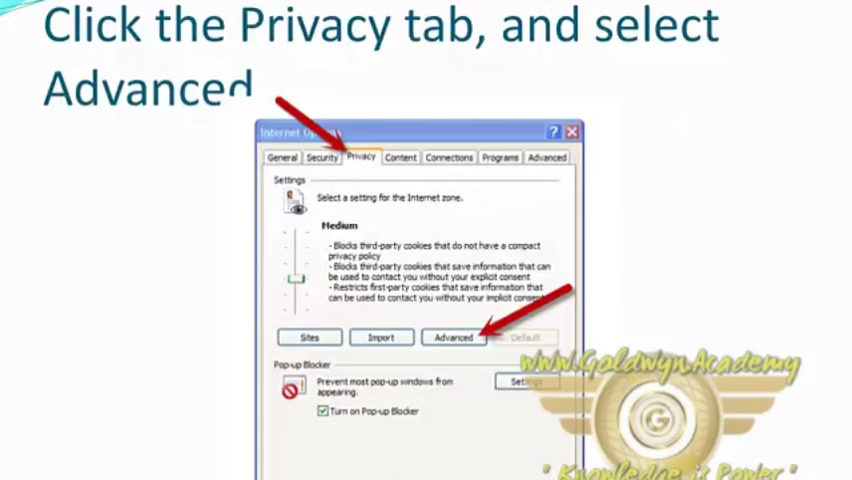 Click the Privacy tab, and select
Advanced
Internet Options
General Security Privacy Content Connections Programs Advanced
Settings
Select a setting for the Internet zone.
Medium
- Blocks third-party cookies that do not have a compact
privacy policy
- Blocks third-party cookies that save information that can
be used to contact you without your explicit consent
- Restricts first-party cookies that save information that
can be used to contact you without your implicit consent
Sites Import Advanced Default
Pop-up Blocker
Prevent most pop-up windows from
appearing.
Settings
Turn on Pop-up Blocker
www.Goldwyn.Academy
G
"Knowledge is Power"